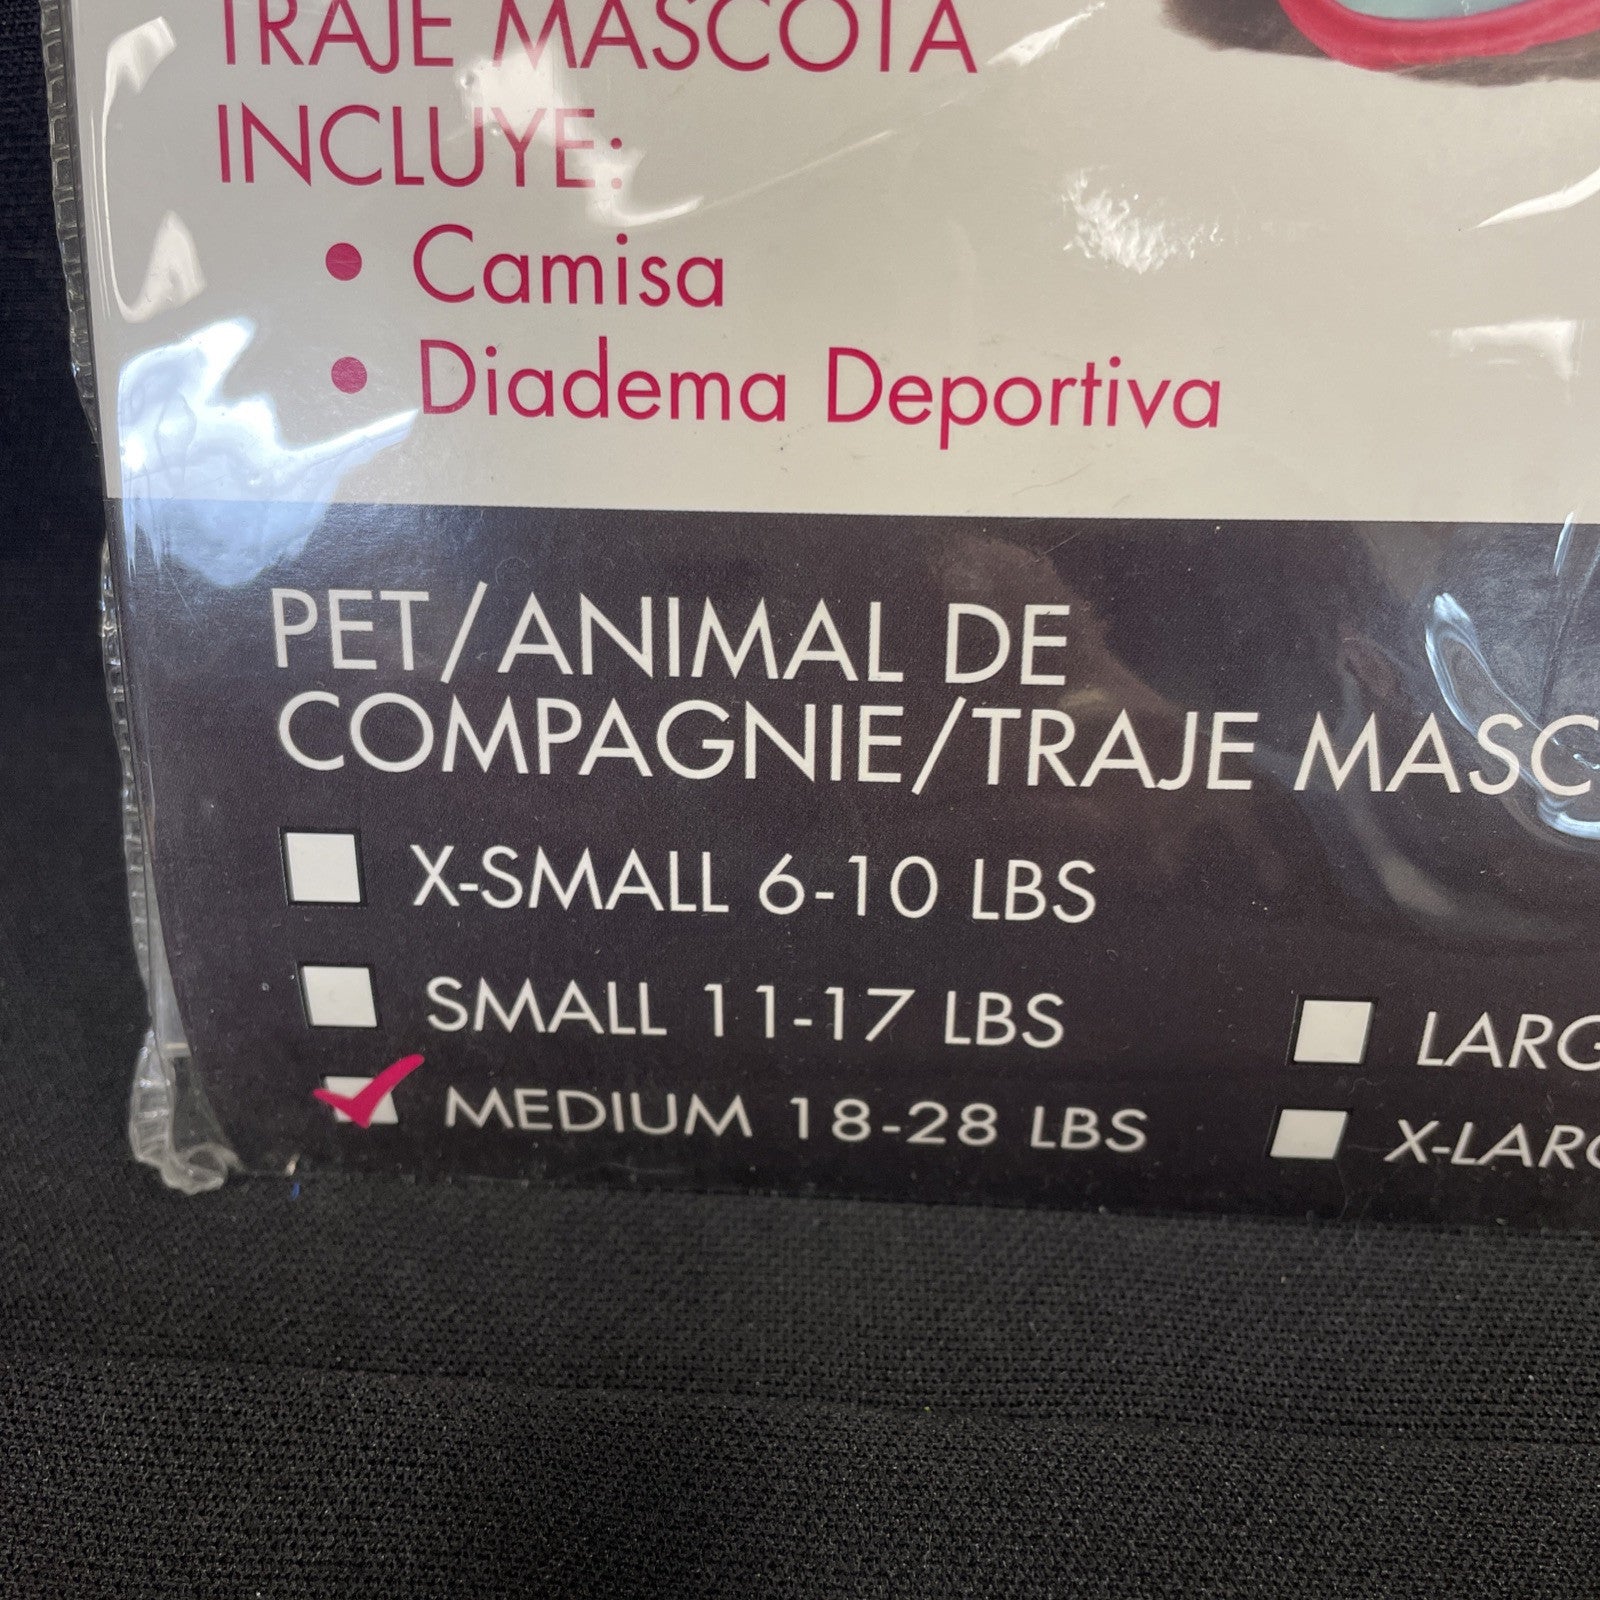 TRAJE MASCOTA
INCLUYE:
• Camisa
• Diadema Deportiva
PET/ANIMAL DE
COMPAGNIE/TRAJE MASC
X-SMALL 6-10 LBS
SMALL 11-17 LBS
MEDIUM 18-28 LBS
LARG
X-LARG